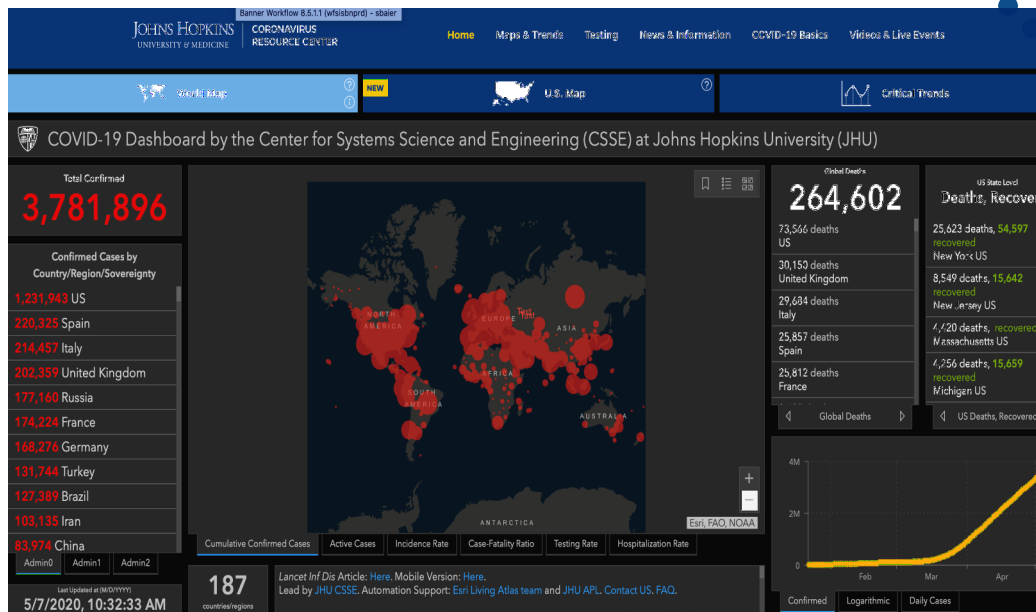 Banner Workflow 8.5.1.1 (wfsisbnprd) - sbaier
JOHNS HOPKINS
UNIVERSITY & MEDICINE
CORONAVIRUS
RESOURCE CENTER
Home
Maps & Trends
Testing
News & Information
COVID-19 Basics
Videos & Live Events
World Map
NEW
U.S. Map
Critical Trends
COVID-19 Dashboard by the Center for Systems Science and Engineering (CSSE) at Johns Hopkins University (JHU)
Total Confirmed
3,781,896
Confirmed Cases by
Country/Region/Sovereignty
1,231,943 US
220,325 Spain
214,457 Italy
202,359 United Kingdom
177,160 Russia
174,224 France
168,276 Germany
131,744 Turkey
127,389 Brazil
103,135 Iran
83,974 China
Admin0
Admin1
Admin2
Last Updated at (M/D/YYYY)
5/7/2020, 10:32:33 AM
NORTH
AMERICA
EUROPE
ASIA
AFRICA
SOUTH
AMERICA
AUSTRALIA
ANTARCTICA
Esri, FAO, NOAA
Cumulative Confirmed Cases
Active Cases
Incidence Rate
Case-Fatality Ratio
Testing Rate
Hospitalization Rate
187
countries/regions
Lancet Inf Dis Article: Here. Mobile Version: Here.
Lead by JHU CSSE. Automation Support: Esri Living Atlas team and JHU APL. Contact US. FAQ.
Global Deaths
264,602
73,566 deaths
US
30,150 deaths
United Kingdom
29,684 deaths
Italy
25,857 deaths
Spain
25,812 deaths
France
Global Deaths
US State Level
Deaths, Recover
25,623 deaths, 54,597
recovered
New York US
8,549 deaths, 15,642
recovered
New Jersey US
4,420 deaths, recovered
Massachusetts US
4,256 deaths, 15,659
recovered
Michigan US
US Deaths, Recovered
4M
2M
0
Feb
Mar
Apr
Confirmed
Logarithmic
Daily Cases